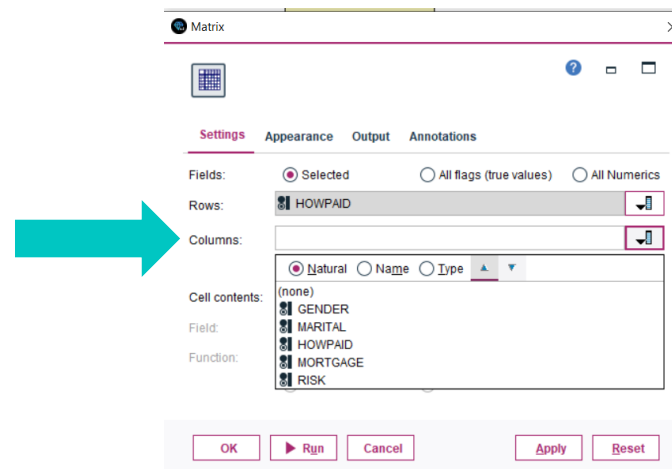 Matrix
?
Settings Appearance Output Annotations
Fields: Selected All flags (true values) All Numerics
Rows: HOWPAID
Columns:
Natural Name Type
Cell contents: (none)
GENDER
Field: MARITAL
HOWPAID
Function: MORTGAGE
RISK
OK Run Cancel Apply Reset